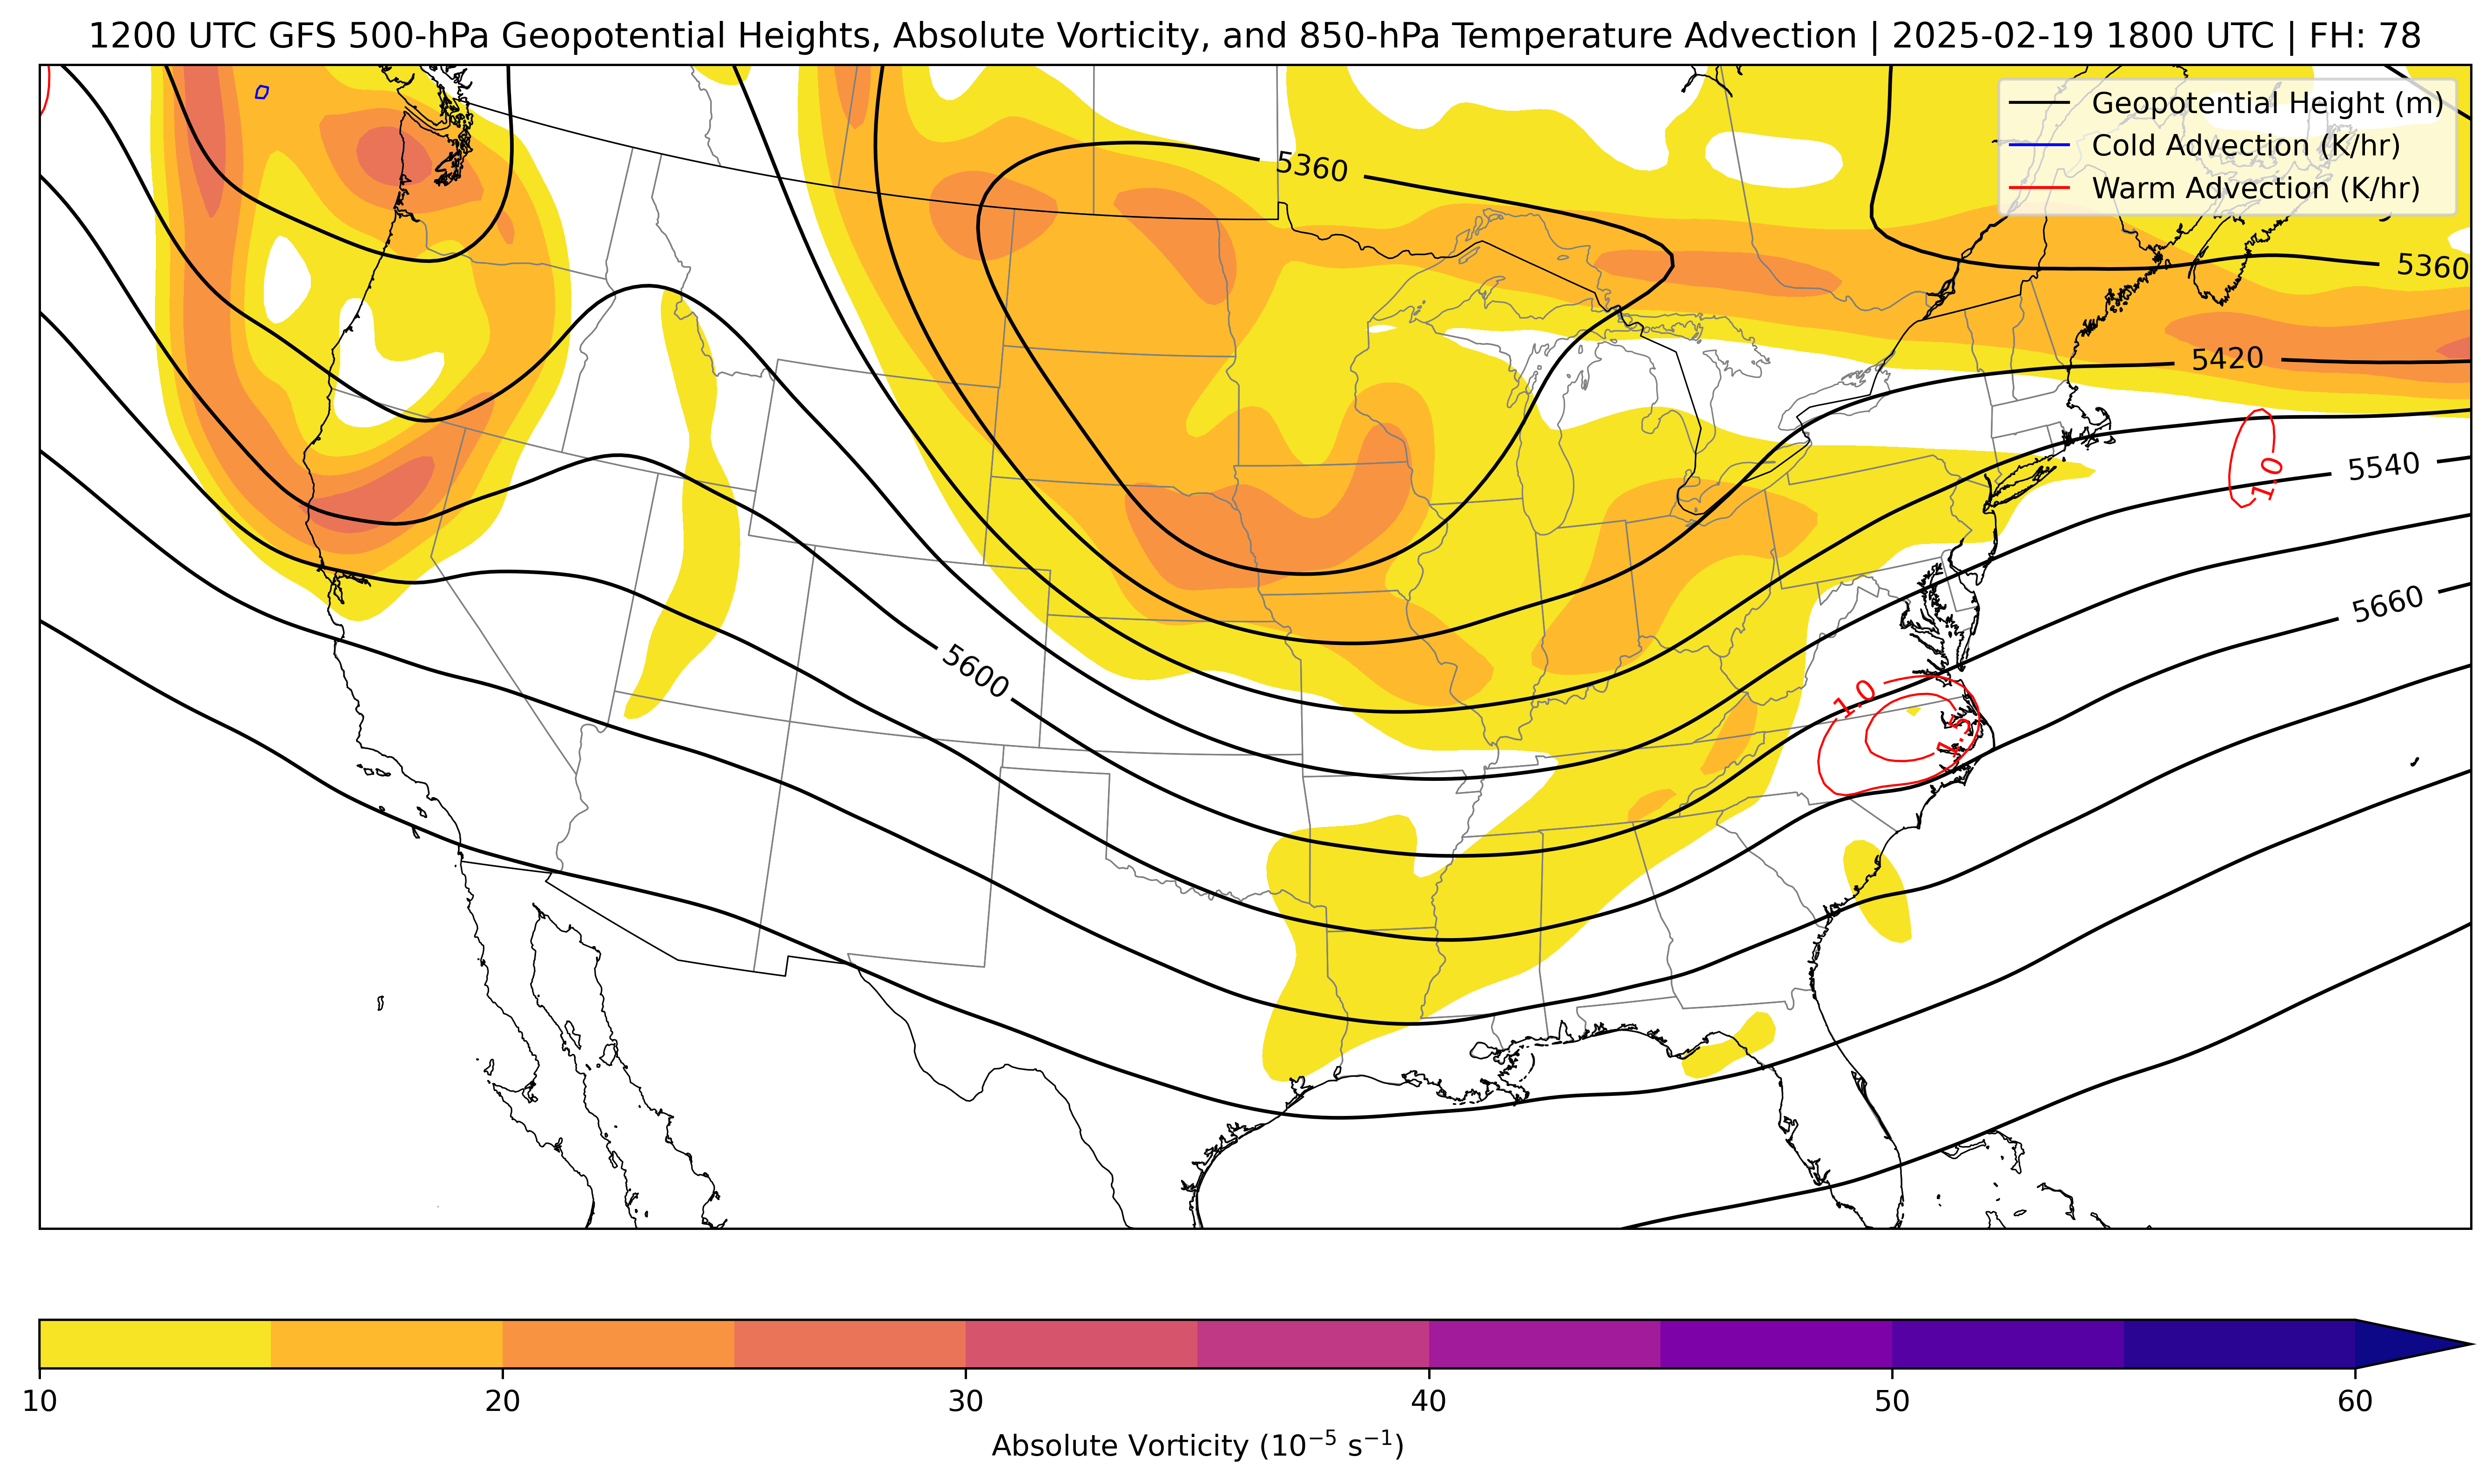 1200 UTC GFS 500-hPa Geopotential Heights, Absolute Vorticity, and 850-hPa Temperature Advection | 2025-02-19 1800 UTC | FH: 78
Geopotential Height (m)
Cold Advection (K/hr)
Warm Advection (K/hr)
5360
5360
5420
1.0
5540
5660
5600
1.0
1.5
10 20 30 40 50 60
Absolute Vorticity (10⁻⁵ s⁻¹)